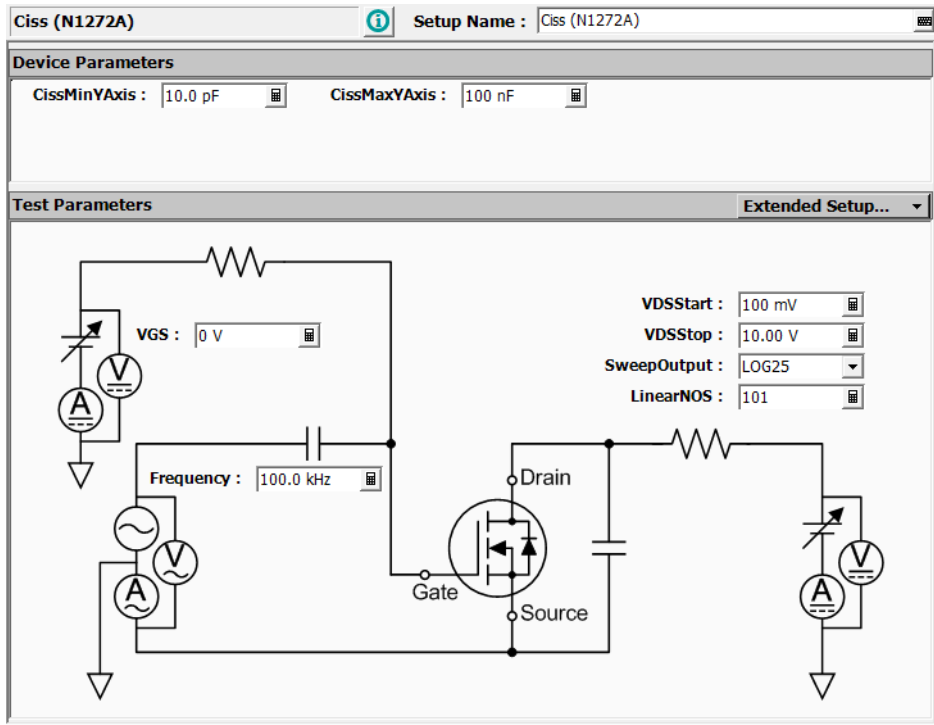 Ciss (N1272A) Setup Name : Ciss (N1272A)
Device Parameters
CissMinYAxis : 10.0 pF CissMaxYAxis : 100 nF
Test Parameters Extended Setup...
VDSStart : 100 mV
VGS : 0 V VDSStop : 10.00 V
V
SweepOutput : LOG25
A LinearNOS : 101
Frequency : 100.0 kHz Drain
V V
A Gate A
Source